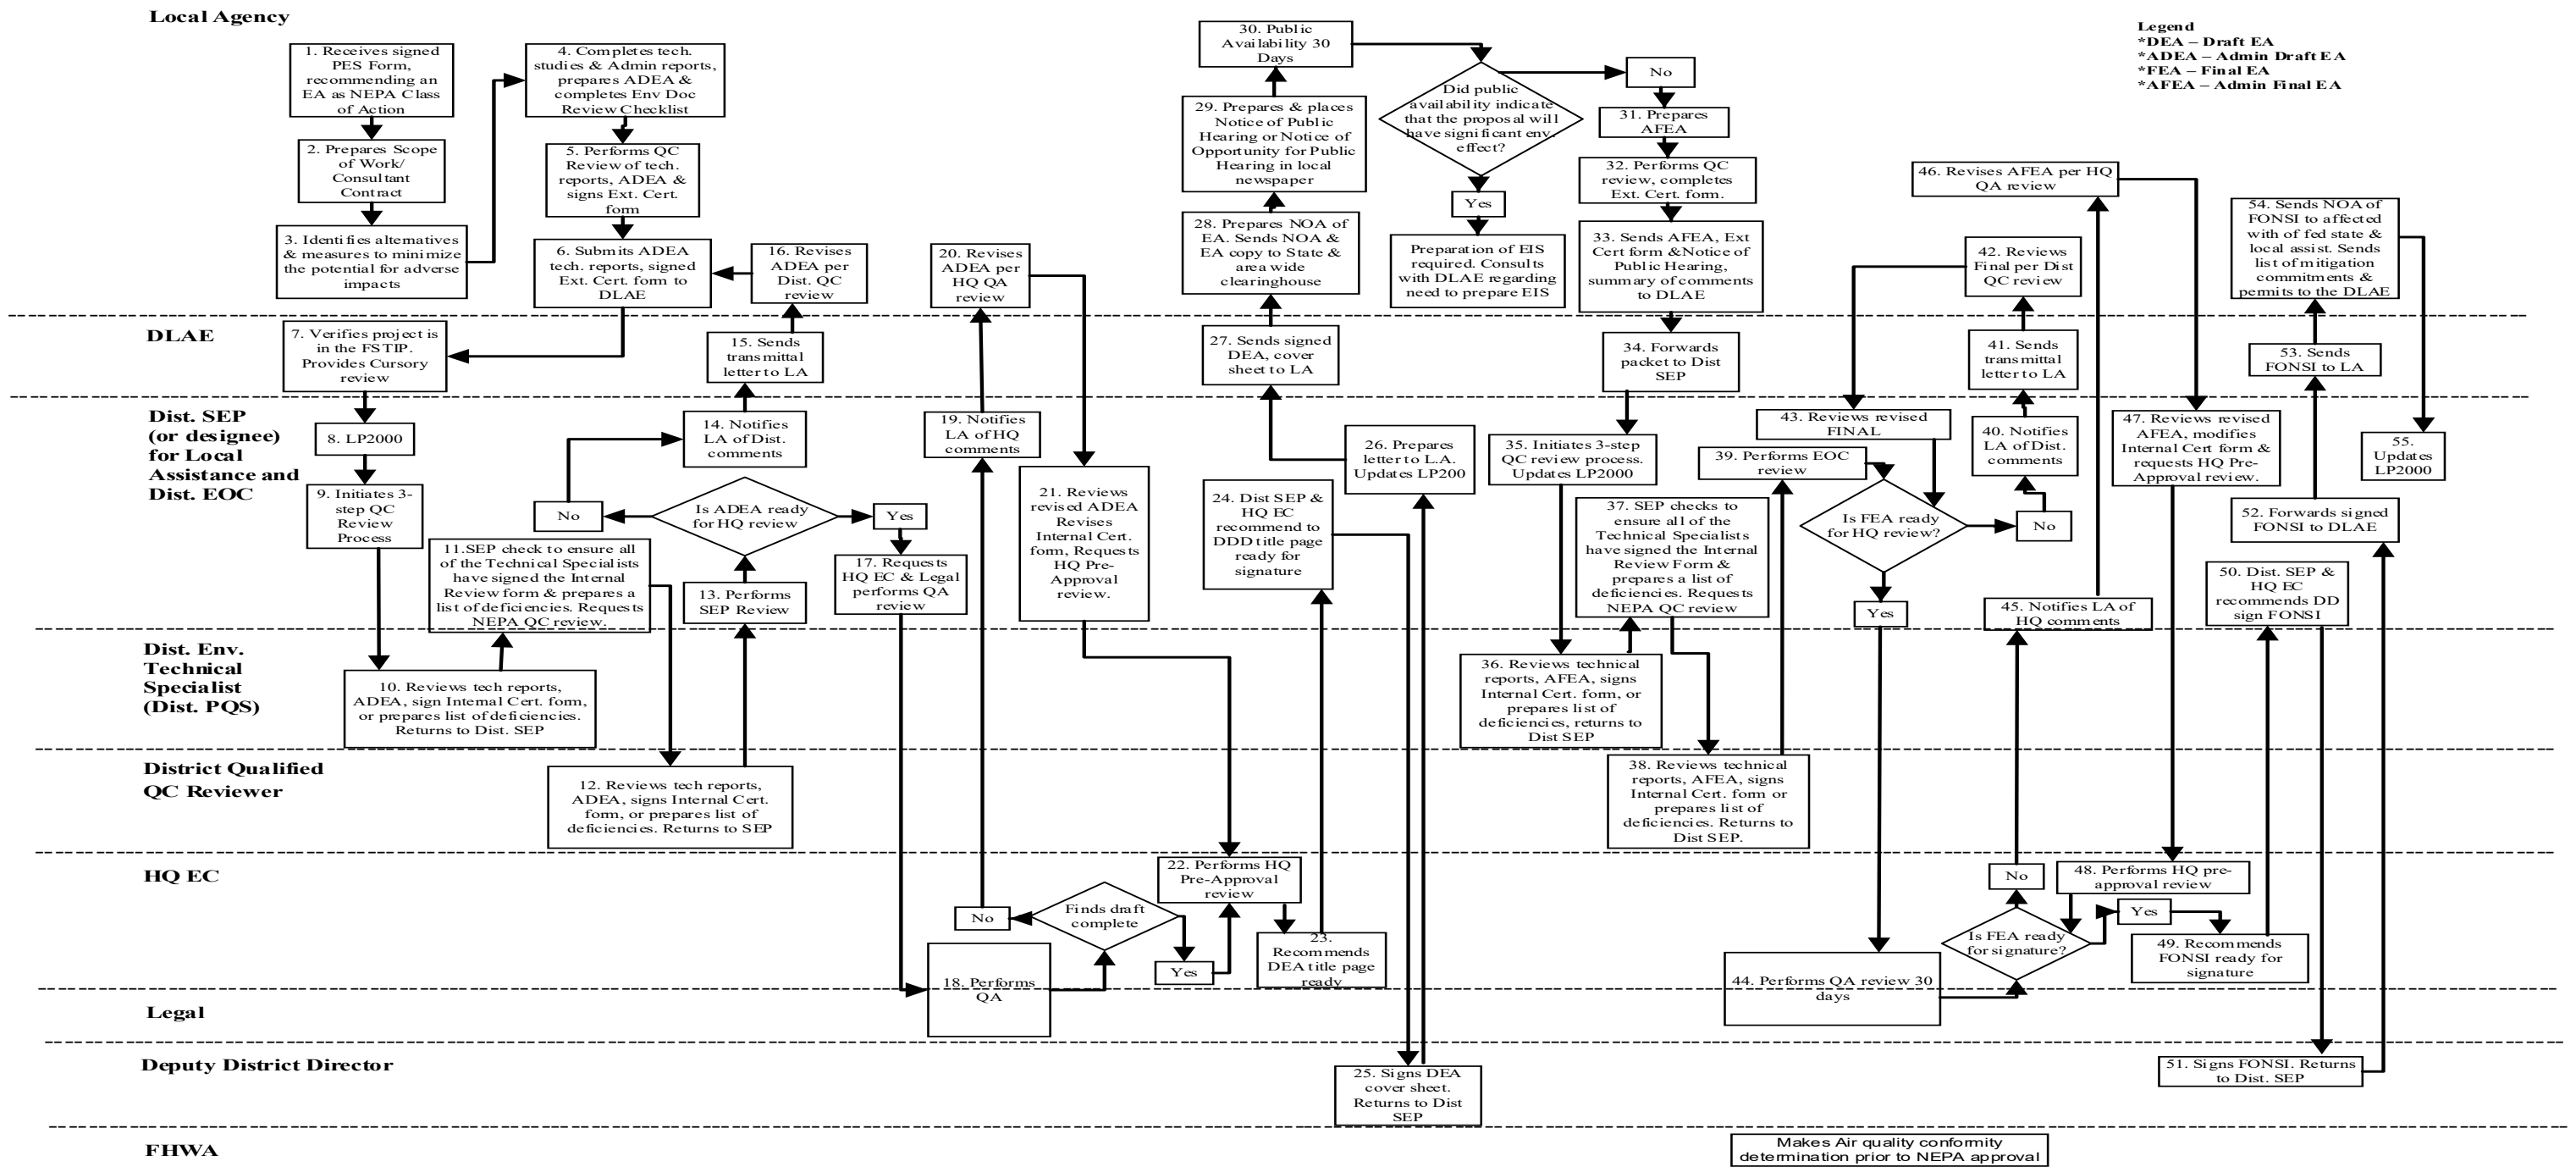 Local Agency
1. Receives signed
PES Form,
recommending an
EA as NEPA Class
of Action
2. Prepares Scope
of Work/
Consultant
Contract
3. Identifies alternatives
& measures to minimize
the potential for adverse
impacts
4. Completes tech.
studies & Admin reports,
prepares ADEA &
completes Env Doc
Review Checklist
5. Performs QC
Review of tech.
reports, ADEA &
signs Ext. Cert.
form
6. Submits ADEA
tech. reports, signed
Ext. Cert. form to
DLAE
16. Revises
ADEA per
Dist. QC
review
20. Revises
ADEA per
HQ QA
review
30. Public
Availability 30
Days
29. Prepares & places
Notice of Public
Hearing or Notice of
Opportunity for Public
Hearing in local
newspaper
28. Prepares NOA of
EA. Sends NOA &
EA copy to State &
area wide
clearinghouse
Did public
availability indicate
that the proposal will
have significant env.
effect?
Yes
Preparation of EIS
required. Consults
with DLAE regarding
need to prepare EIS
No
31. Prepares
AFEA
32. Performs QC
review, completes
Ext. Cert. form.
33. Sends AFEA, Ext
Cert form &Notice of
Public Hearing,
summary of comments
to DLAE
46. Revises AFEA per HQ
QA review
42. Reviews
Final per Dist
QC review
54. Sends NOA of
FONSI to affected
with of fed state &
local assist. Sends
list of mitigation
commitments &
permits to the DLAE
Legend
*DEA – Draft EA
*ADEA – Admin Draft EA
*FEA – Final EA
*AFEA – Admin Final EA
DLAE
7. Verifies project is
in the FSTIP.
Provides Cursory
review
15. Sends
transmittal
letter to LA
27. Sends signed
DEA, cover
sheet to LA
34. Forwards
packet to Dist
SEP
41. Sends
transmittal
letter to LA
53. Sends
FONSI to LA
Dist. SEP
(or designee)
for Local
Assistance and
Dist. EOC
8. LP2000
9. Initiates 3-
step QC
Review
Process
11.SEP check to ensure all
of the Technical Specialists
have signed the Internal
Review form & prepares a
list of deficiencies. Requests
NEPA QC review.
No
14. Notifies
LA of Dist.
comments
Is ADEA ready
for HQ review
13. Performs
SEP Review
Yes
17. Requests
HQ EC & Legal
performs QA
review
19. Notifies
LA of HQ
comments
21. Reviews
revised ADEA
Revises
Internal Cert.
form, Requests
HQ Pre-
Approval
review.
24. Dist SEP &
HQ EC
recommend to
DDD title page
ready for
signature
26. Prepares
letter to L.A.
Updates LP200
35. Initiates 3-step
QC review process.
Updates LP2000
37. SEP checks to
ensure all of the
Technical Specialists
have signed the Internal
Review Form &
prepares a list of
deficiencies. Requests
NEPA QC review
39. Performs EOC
review
43. Reviews revised
FINAL
Is FEA ready
for HQ review?
Yes
No
40. Notifies
LA of Dist.
comments
45. Notifies LA of
HQ comments
47. Reviews revised
AFEA, modifies
Internal Cert form &
requests HQ Pre-
Approval review.
50. Dist. SEP &
HQ EC
recommends DD
sign FONSI
52. Forwards signed
FONSI to DLAE
55.
Updates
LP2000
Dist. Env.
Technical
Specialist
(Dist. PQS)
10. Reviews tech reports,
ADEA, sign Internal Cert. form,
or prepares list of deficiencies.
Returns to Dist. SEP
36. Reviews technical
reports, AFEA, signs
Internal Cert. form, or
prepares list of
deficiencies, returns to
Dist SEP
District Qualified
QC Reviewer
12. Reviews tech reports,
ADEA, signs Internal Cert.
form, or prepares list of
deficiencies. Returns to SEP
38. Reviews technical
reports, AFEA, signs
Internal Cert. form or
prepares list of
deficiencies. Returns to
Dist SEP.
HQ EC
18. Performs
QA
No
Finds draft
complete
Yes
22. Performs HQ
Pre-Approval
review
23.
Recommends
DEA title page
ready
44. Performs QA review 30
days
No
Is FEA ready
for signature?
48. Performs HQ pre-
approval review
Yes
49. Recommends
FONSI ready for
signature
Legal
Deputy District Director
25. Signs DEA
cover sheet.
Returns to Dist
SEP
51. Signs FONSI. Returns
to Dist. SEP
FHWA
Makes Air quality conformity
determination prior to NEPA approval